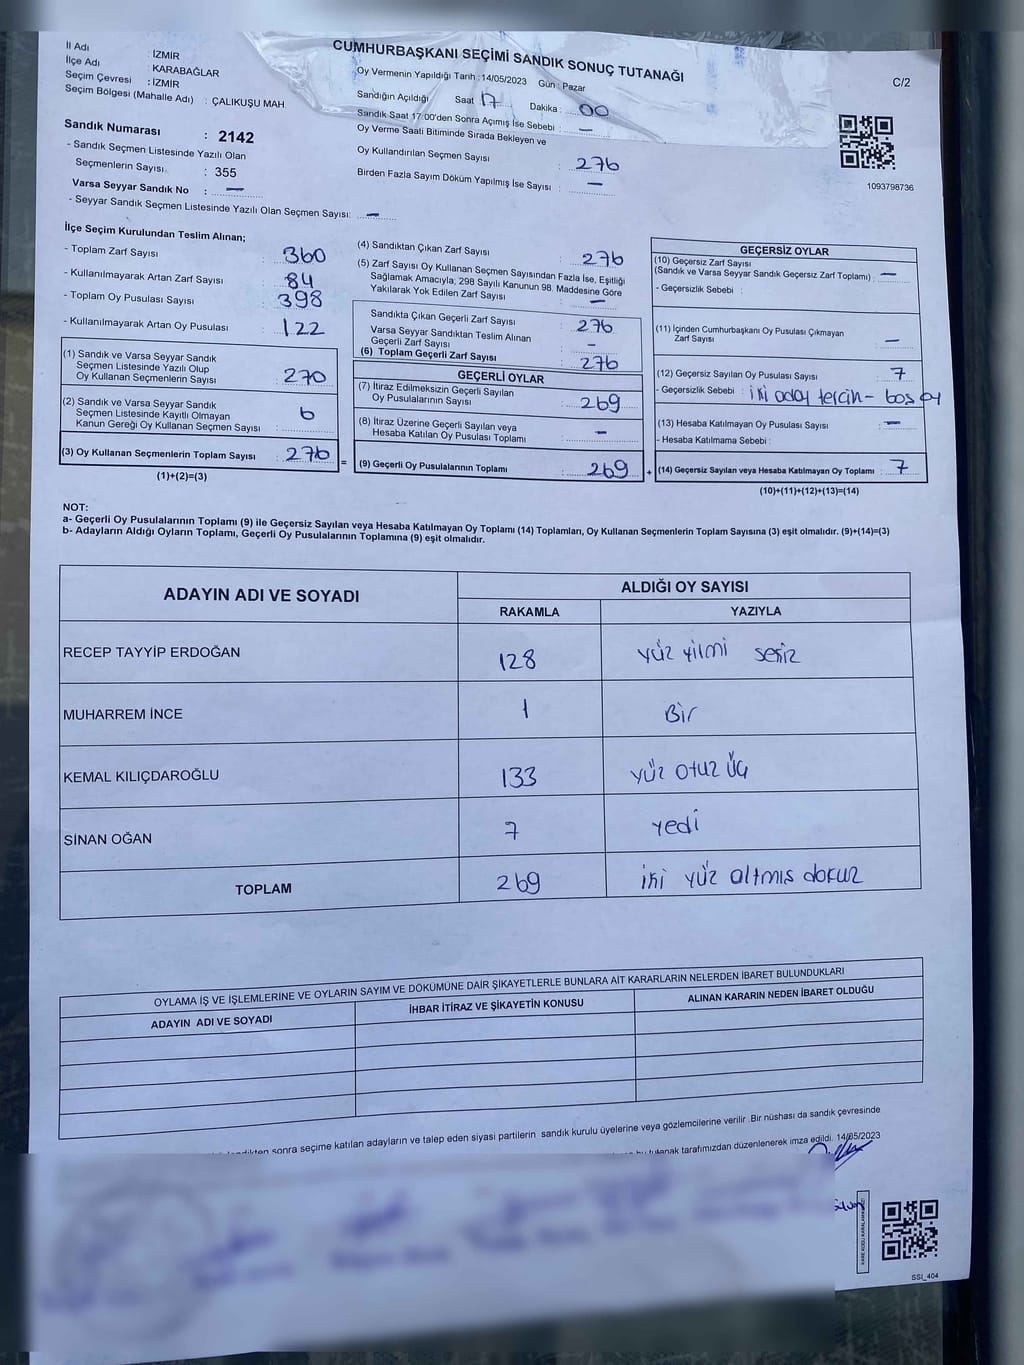 CUMHURBAŞKANI SEÇİMİ SANDIK SONUÇ TUTANAĞI
C/2
İl Adı : İZMİR
İlçe Adı : KARABAĞLAR
Seçim Çevresi : İZMİR
Seçim Bölgesi (Mahalle Adı) : ÇALIKUŞU MAH
Oy Vermenin Yapıldığı Tarih : 14/05/2023 Gün : Pazar
Sandığın Açıldığı Saat : 17 Dakika : 00
Sandık Saat 17:00'den Sonra Açımış İse Sebebi : —
Oy Verme Saati Bitiminde Sırada Bekleyen ve
Oy Kullandırılan Seçmen Sayısı : 276
Birden Fazla Sayım Döküm Yapılmış İse Sayısı : —
1093798736
Sandık Numarası : 2142
- Sandık Seçmen Listesinde Yazılı Olan
Seçmenlerin Sayısı : 355
Varsa Seyyar Sandık No : —
- Seyyar Sandık Seçmen Listesinde Yazılı Olan Seçmen Sayısı: —
İlçe Seçim Kurulundan Teslim Alınan;
- Toplam Zarf Sayısı : 360
- Kullanılmayarak Artan Zarf Sayısı : 84
- Toplam Oy Pusulası Sayısı : 398
- Kullanılmayarak Artan Oy Pusulası : 122
(1) Sandık ve Varsa Seyyar Sandık
Seçmen Listesinde Yazılı Olup
Oy Kullanan Seçmenlerin Sayısı : 270
(2) Sandık ve Varsa Seyyar Sandık
Seçmen Listesinde Kayıtlı Olmayan
Kanun Gereği Oy Kullanan Seçmen Sayısı : 6
(3) Oy Kullanan Seçmenlerin Toplam Sayısı : 276 =
(1)+(2)=(3)
(4) Sandıktan Çıkan Zarf Sayısı : 276
(5) Zarf Sayısı Oy Kullanan Seçmen Sayısından Fazla İse, Eşitliği
Sağlamak Amacıyla; 298 Sayılı Kanunun 98. Maddesine Göre
Yakılarak Yok Edilen Zarf Sayısı : —
Sandıkta Çıkan Geçerli Zarf Sayısı : 276
Varsa Seyyar Sandıktan Teslim Alınan
Geçerli Zarf Sayısı : -
(6) Toplam Geçerli Zarf Sayısı : 276
GEÇERLİ OYLAR
(7) İtiraz Edilmeksizin Geçerli Sayılan
Oy Pusulalarının Sayısı : 269
(8) İtiraz Üzerine Geçerli Sayılan veya
Hesaba Katılan Oy Pusulası Toplamı : —
(9) Geçerli Oy Pusulalarının Toplamı : 269 +
GEÇERSİZ OYLAR
(10) Geçersiz Zarf Sayısı
(Sandık ve Varsa Seyyar Sandık Geçersiz Zarf Toplamı) : —
- Geçersizlik Sebebi :
(11) İçinden Cumhurbaşkanı Oy Pusulası Çıkmayan
Zarf Sayısı : —
(12) Geçersiz Sayılan Oy Pusulası Sayısı : 7
- Geçersizlik Sebebi : iki aday tercih - boş oy
(13) Hesaba Katılmayan Oy Pusulası Sayısı : —
- Hesaba Katılmama Sebebi :
(14) Geçersiz Sayılan veya Hesaba Katılmayan Oy Toplamı : 7
(10)+(11)+(12)+(13)=(14)
NOT:
a- Geçerli Oy Pusulalarının Toplamı (9) ile Geçersiz Sayılan veya Hesaba Katılmayan Oy Toplamı (14) Toplamları, Oy Kullanan Seçmenlerin Toplam Sayısına (3) eşit olmalıdır. (9)+(14)=(3)
b- Adayların Aldığı Oyların Toplamı, Geçerli Oy Pusulalarının Toplamına (9) eşit olmalıdır.
ADAYIN ADI VE SOYADI
ALDIĞI OY SAYISI
RAKAMLA YAZIYLA
RECEP TAYYİP ERDOĞAN 128 yüz yilmi sekiz
MUHARREM İNCE 1 Bir
KEMAL KILIÇDAROĞLU 133 yüz otuz üç
SİNAN OĞAN 7 yedi
TOPLAM 269 iki yüz altmış dokuz
OYLAMA İŞ VE İŞLEMLERİNE VE OYLARIN SAYIM VE DÖKÜMÜNE DAİR ŞİKAYETLERLE BUNLARA AİT KARARLARIN NELERDEN İBARET BULUNDUKLARI
ADAYIN ADI VE SOYADI İHBAR İTİRAZ VE ŞİKAYETİN KONUSU ALINAN KARARIN NEDEN İBARET OLDUĞU
sonra seçime katılan adayların ve talep eden siyasi partilerin sandık kurulu üyelerine veya gözlemcilerine verilir .Bir nüshası da sandık çevresinde
bu tutanak tarafımızdan düzenlenerek imza edildi. 14/05/2023
SSI_404